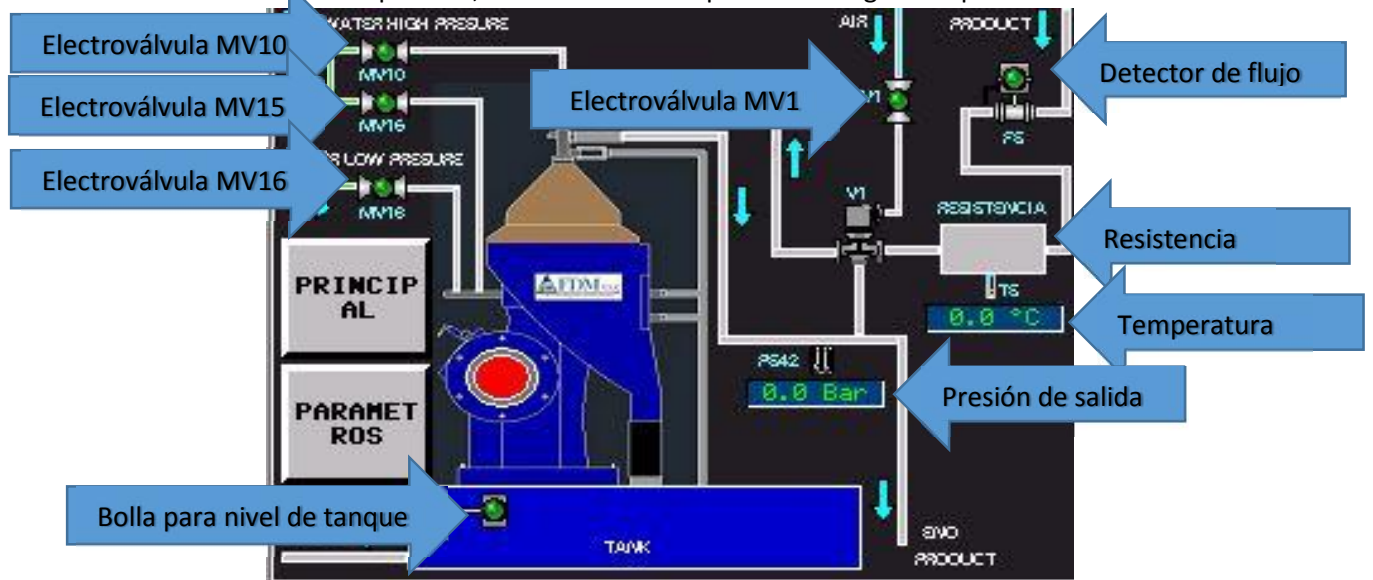 WATER HIGH PRESURE
AIR
PRODUCT
Electroválvula MV10
MV10
Detector de flujo
Electroválvula MV15
Electroválvula MV1
V1
MV16
FS
R LOW PRESURE
Electroválvula MV16
MV16
V1
RESISTENCIA
Resistencia
PRINCIP
AL
EDM
TS
0.0 °C
Temperatura
PS42
0.0 Bar
Presión de salida
PARAMET
ROS
Bolla para nivel de tanque
TANK
END
PRODUCT